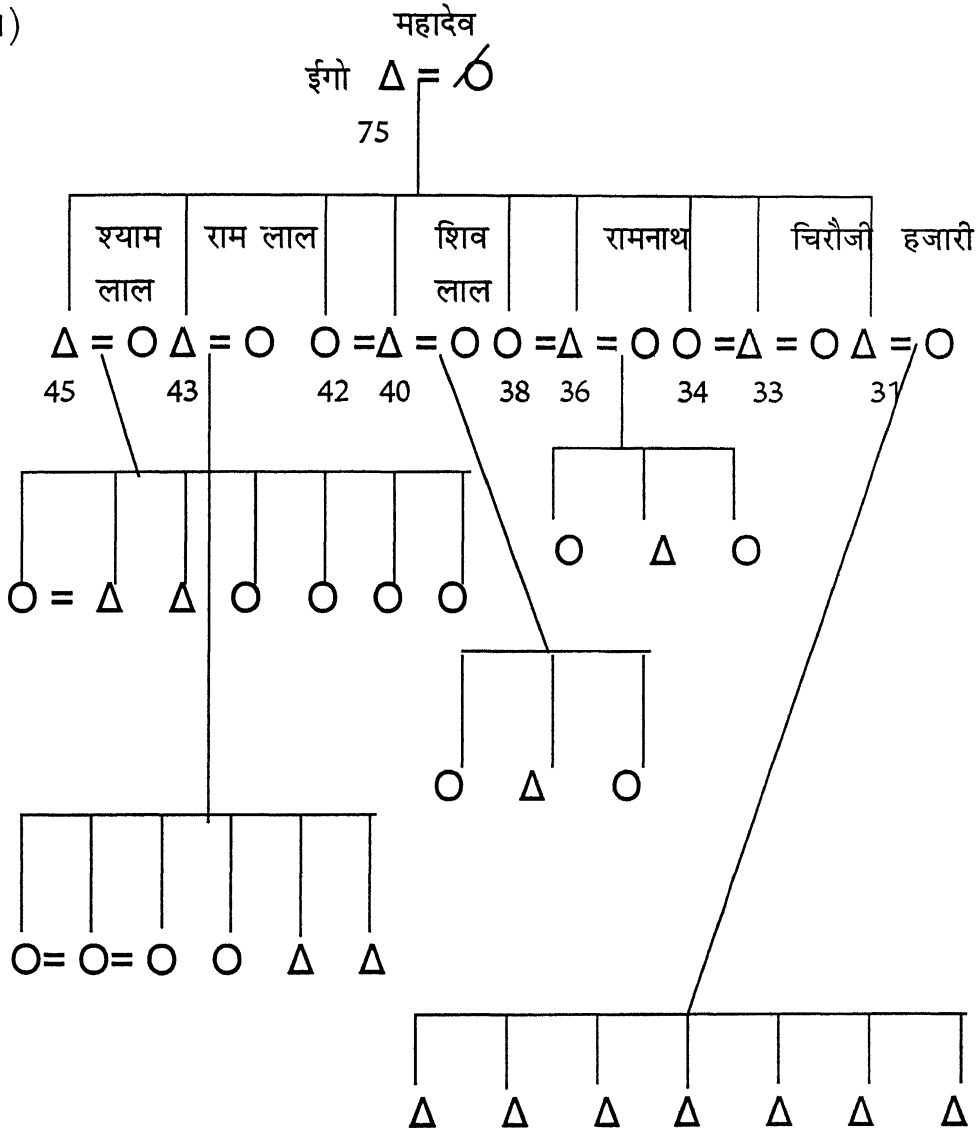 महादेव
ईगो Δ = O
75
श्याम राम लाल शिव रामनाथ चिरौजी हजारी
लाल लाल
Δ = O Δ = O O =Δ = O O =Δ = O O =Δ = O Δ = O
45 43 42 40 38 36 34 33 31
O Δ O
O = Δ Δ O O O O
O Δ O
O= O= O O Δ Δ
Δ Δ Δ Δ Δ Δ Δ